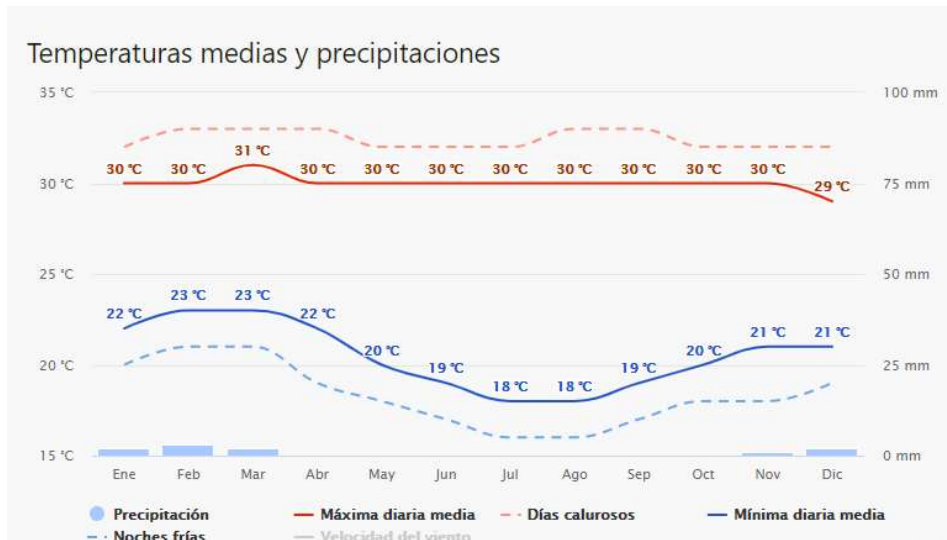 Temperaturas medias y precipitaciones
35 °C 100 mm
31 °C
30 °C 30 °C 30 °C 30 °C 30 °C 30 °C 30 °C 30 °C 30 °C 30 °C
30 °C 29 °C 75 mm
25 °C 50 mm
23 °C 23 °C
22 °C 22 °C
21 °C 21 °C
20 °C 20 °C
20 °C 25 mm
19 °C 19 °C
18 °C 18 °C
15 °C 0 mm
Ene Feb Mar Abr May Jun Jul Ago Sep Oct Nov Dic
Precipitación Máxima diaria media Días calurosos Mínima diaria media
Noches frías Velocidad del viento